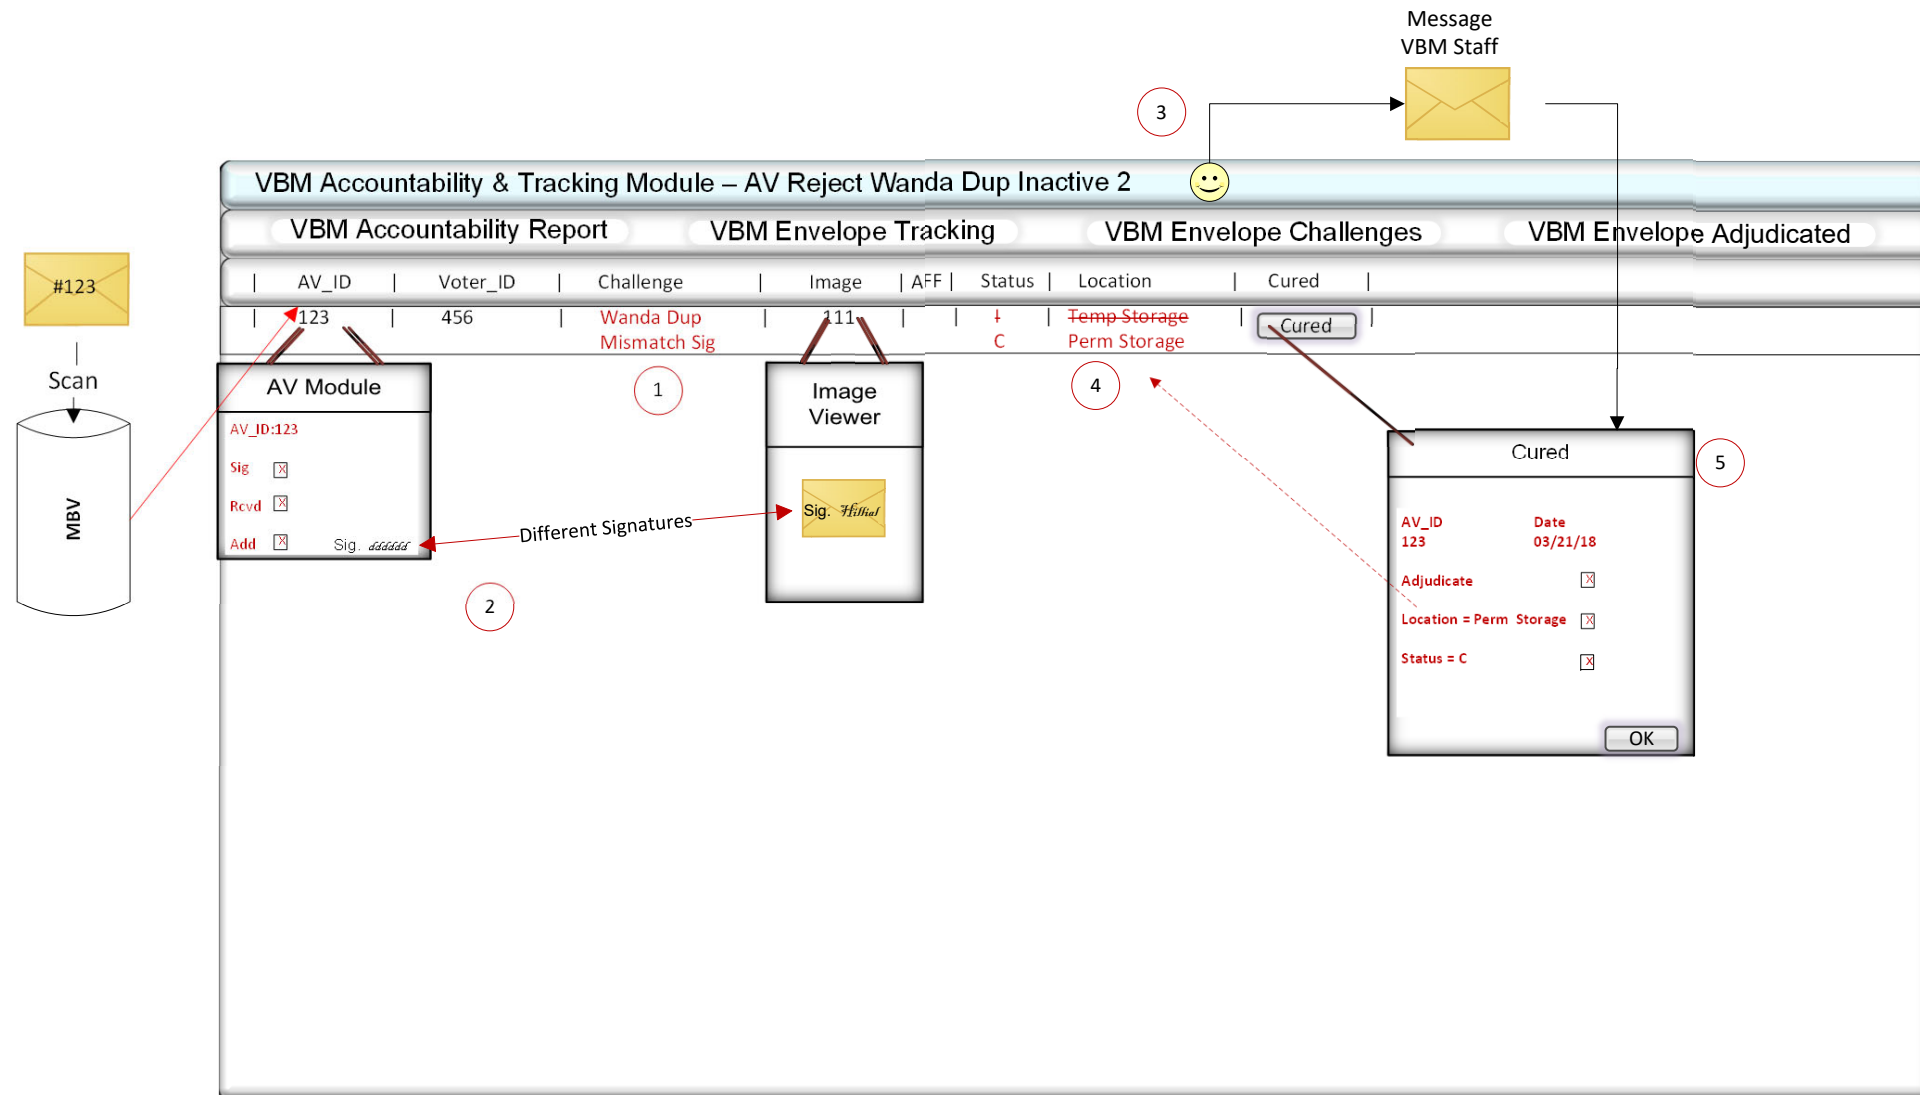 Message
VBM Staff
3
VBM Accountability & Tracking Module – AV Reject Wanda Dup Inactive 2
VBM Accountability Report VBM Envelope Tracking VBM Envelope Challenges VBM Envelope Adjudicated
| AV_ID | Voter_ID | Challenge | Image | AFF | Status | Location | Cured |
| 123 | 456 | Wanda Dup | 111 | | I | Temp Storage | Cured |
Mismatch Sig C Perm Storage
#123
Scan
MBV
AV Module
AV_ID:123
Sig X
Rcvd X
Add X Sig. dddddd
1
Image
Viewer
Sig.
Different Signatures
2
4
Cured
5
AV_ID Date
123 03/21/18
Adjudicate X
Location = Perm Storage X
Status = C X
OK